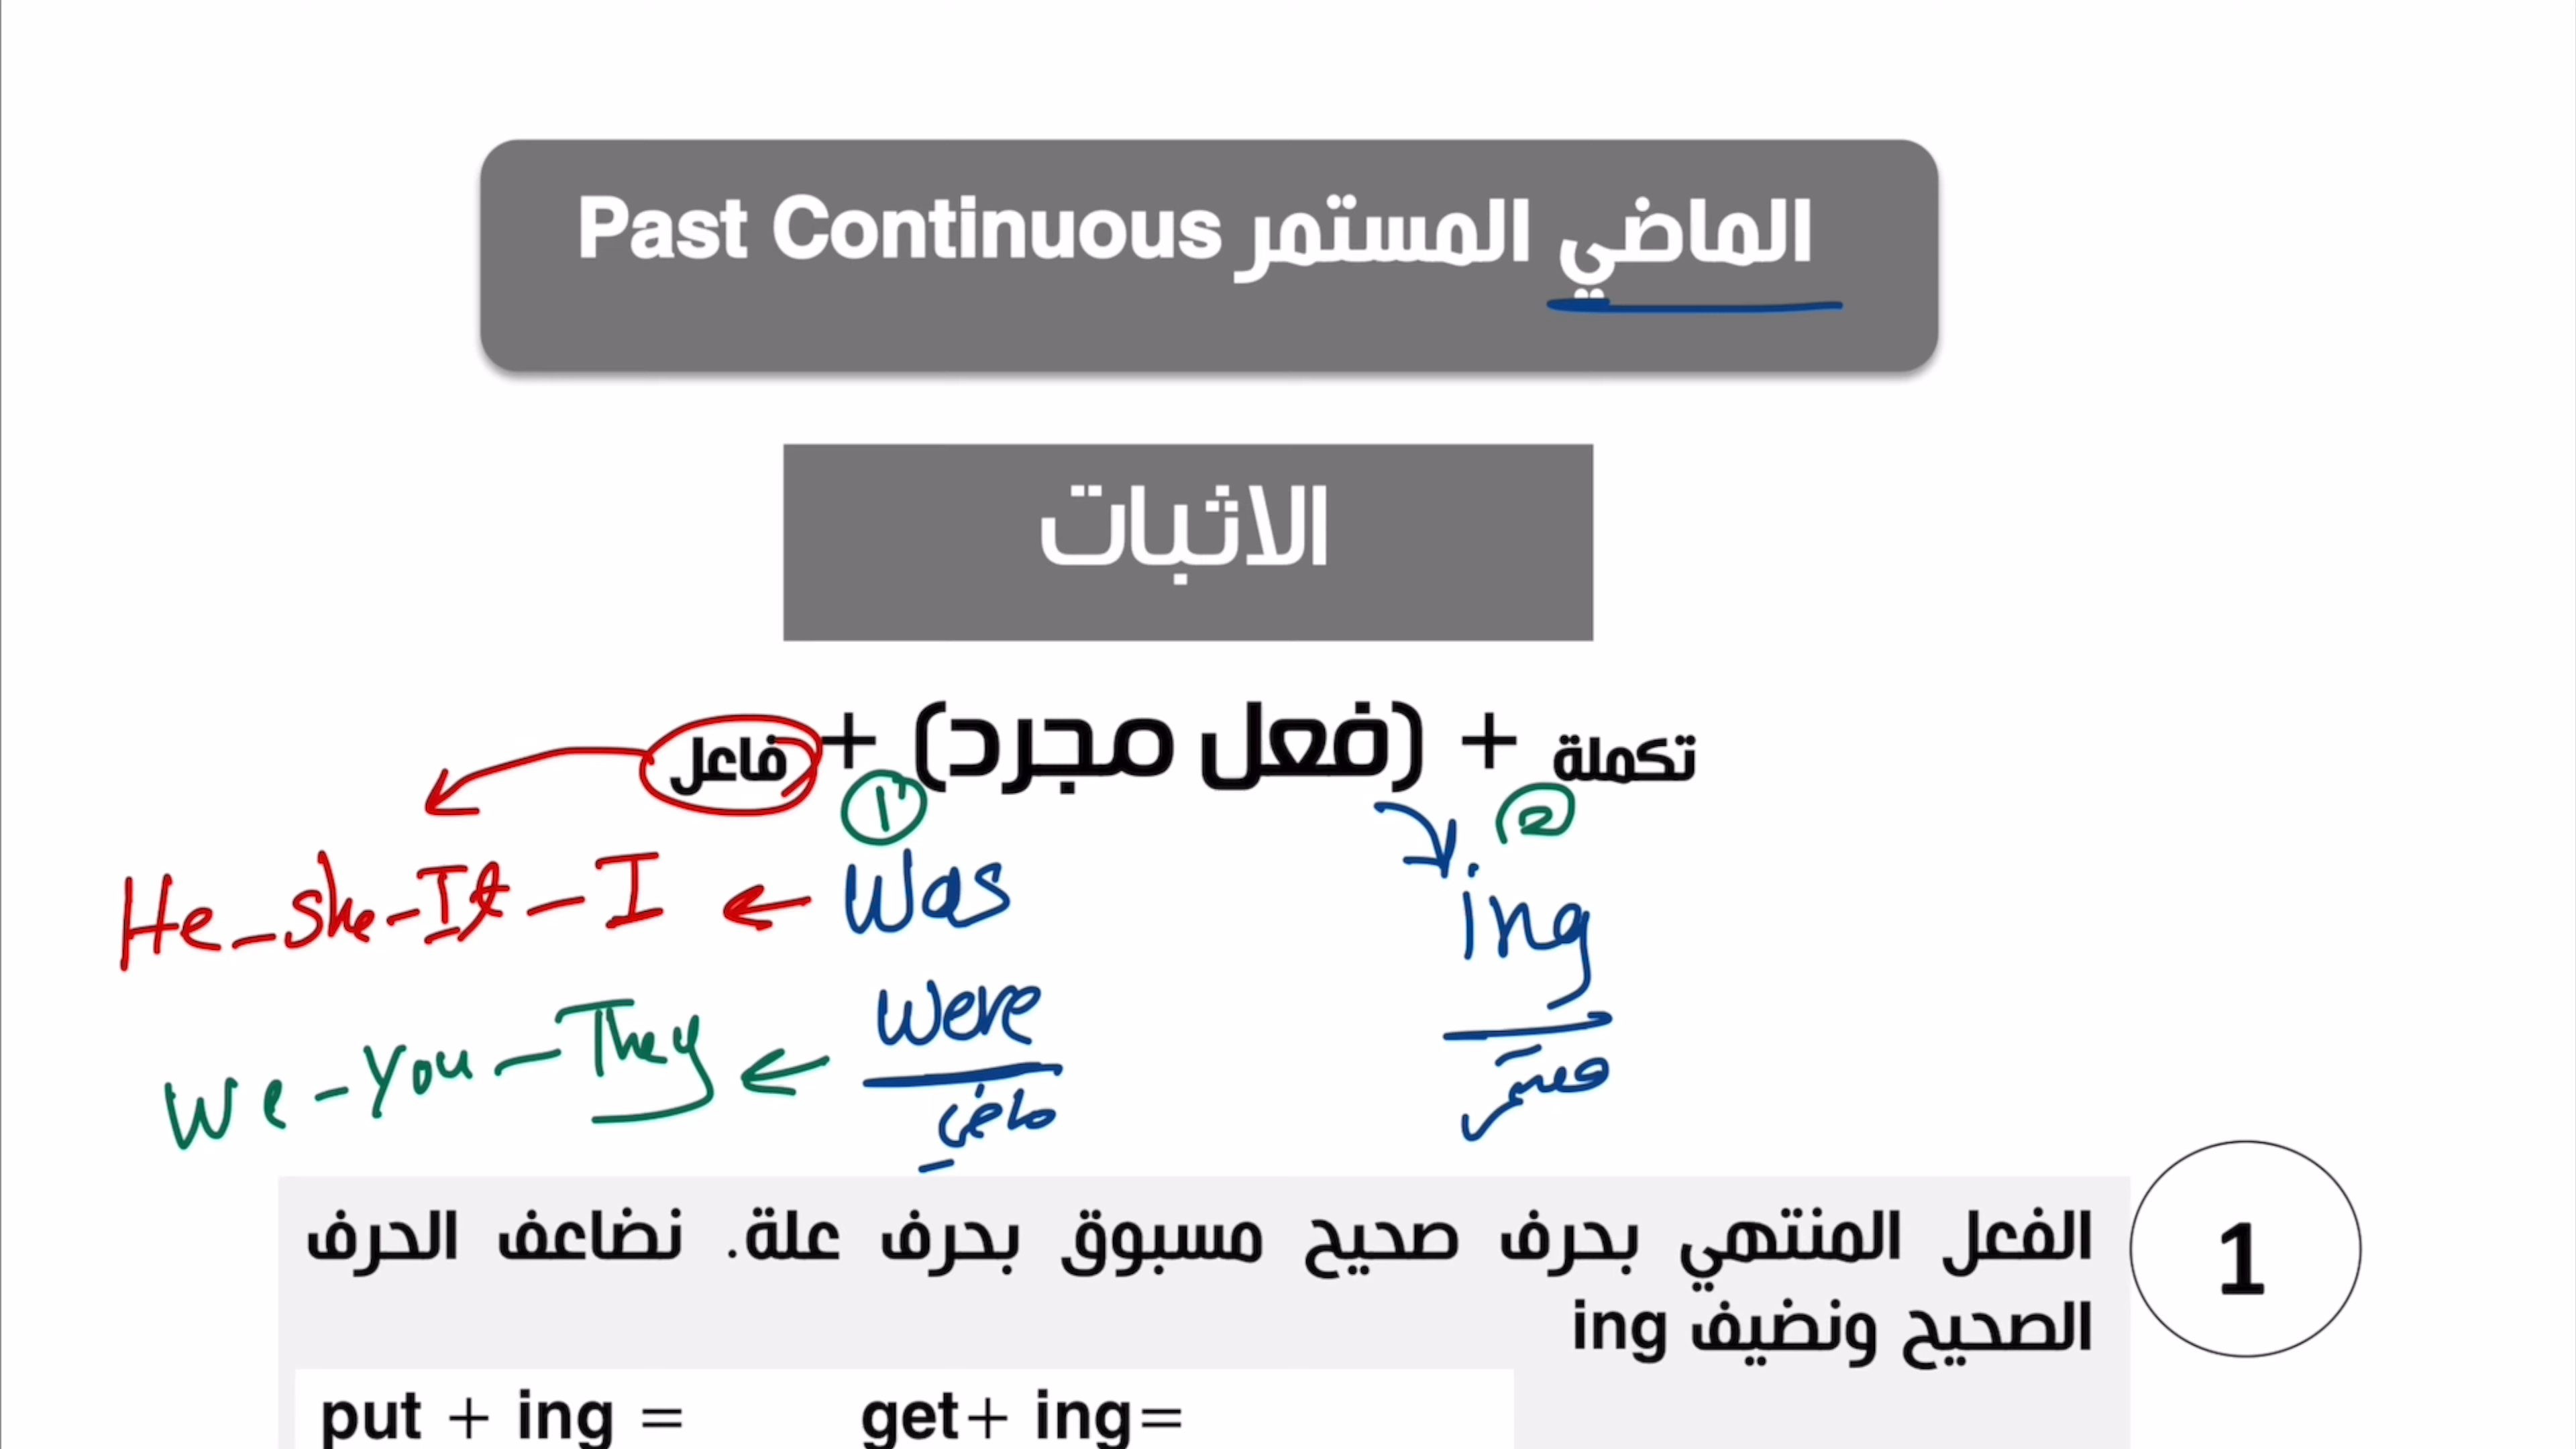 الماضي المستمر Past Continuous
الاثبات
فاعل + (فعل مجرد) + تكملة
1 2
He - she - It - I ← Was ing
We - You - They ← Were
ماضي مستمر
1
الفعل المنتهي بحرف صحيح مسبوق بحرف علة. نضاعف الحرف
الصحيح ونضيف ing
put + ing = get+ ing=